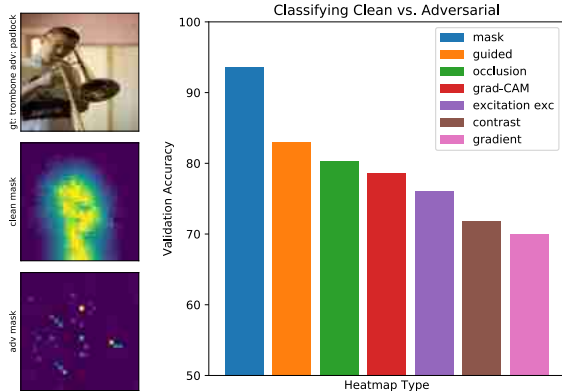 gt: trombone adv: padlock
clean mask
adv mask
Classifying Clean vs. Adversarial
Validation Accuracy
100
90
80
70
60
50
mask
guided
occlusion
grad-CAM
excitation exc
contrast
gradient
Heatmap Type